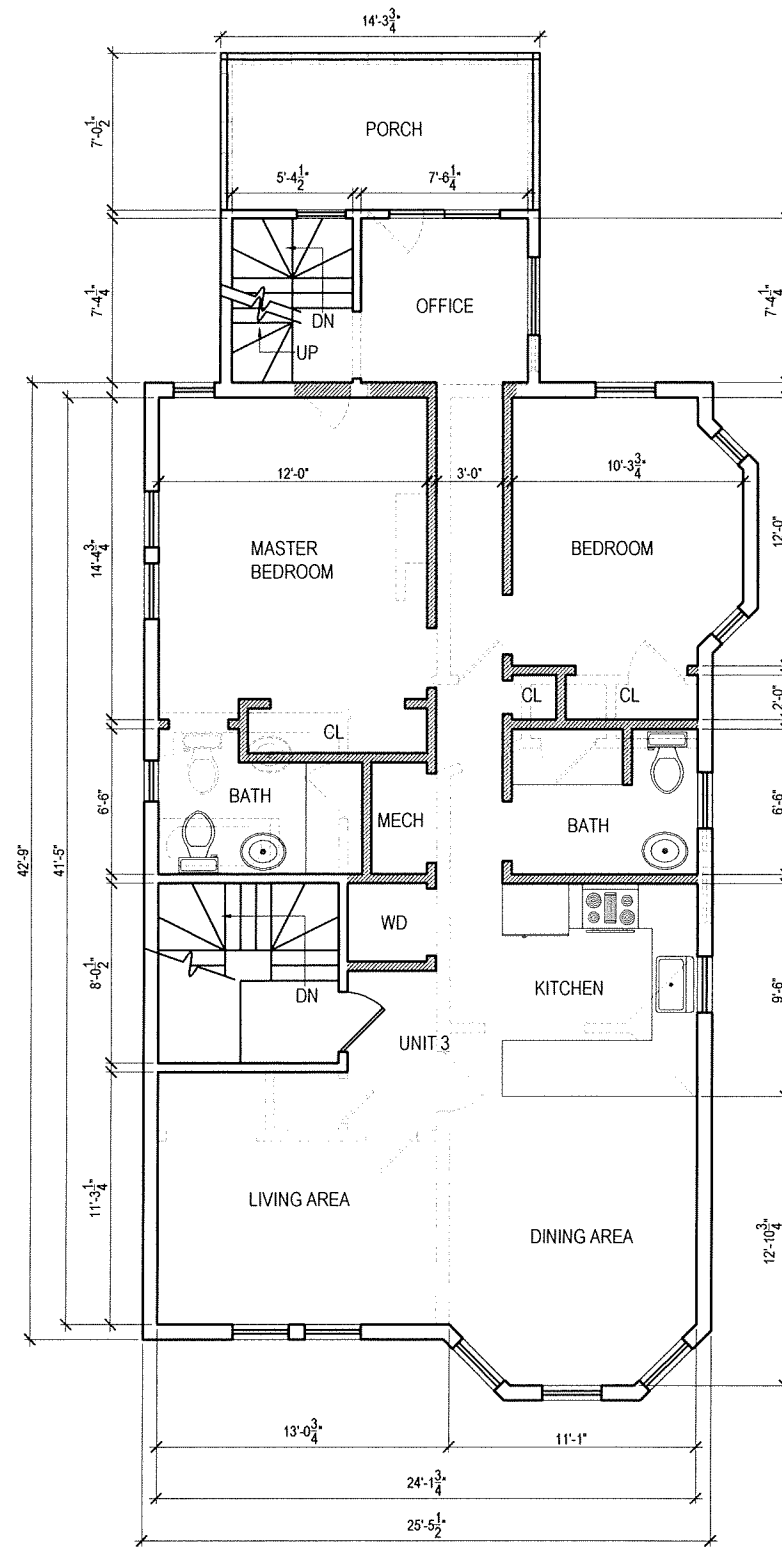 14'-3 3/4"
PORCH
7'-0 1/2"
5'-4 1/2"
7'-6 1/4"
7'-4 1/4"
DN
UP
OFFICE
7'-4 1/4"
12'-0"
3'-0"
10'-3 3/4"
MASTER
BEDROOM
BEDROOM
14'-4 3/4"
12'-0"
CL
CL
CL
2'-0"
BATH
MECH
BATH
6'-6"
6'-6"
42'-9"
41'-5"
WD
DN
8'-0 1/2"
KITCHEN
9'-6"
UNIT 3
LIVING AREA
11'-3 1/4"
DINING AREA
12'-10 3/4"
13'-0 3/4"
11'-1"
24'-1 3/4"
25'-5 1/2"